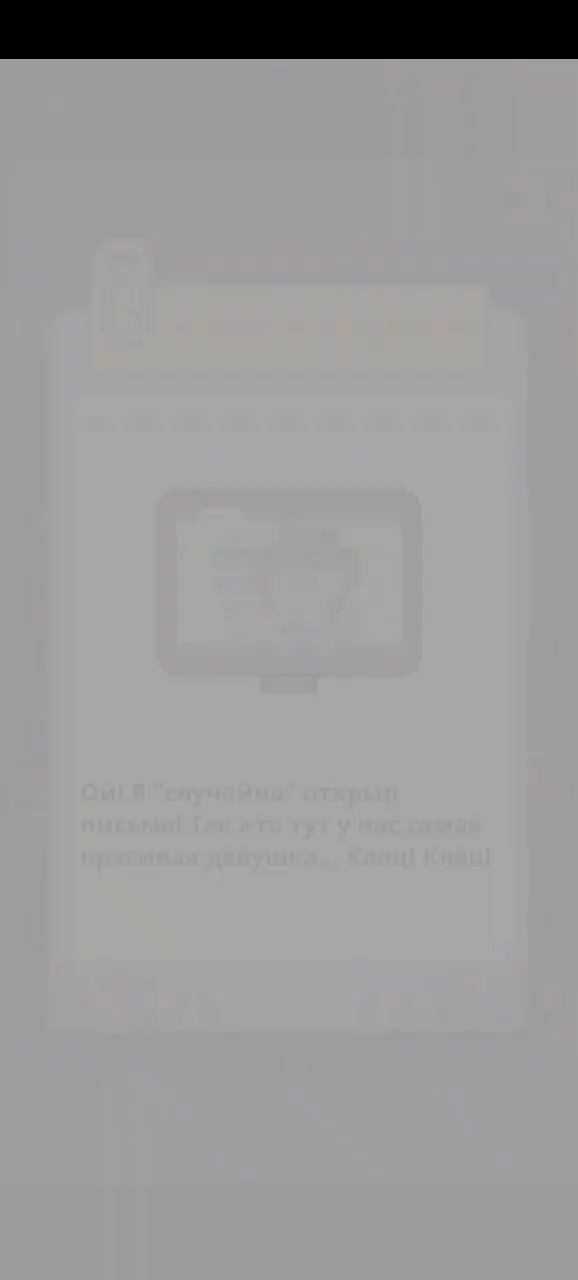 Ой! Я "случайно" открыл
письмо! Так кто тут у нас самая
красивая девушка... Клац! Клац!